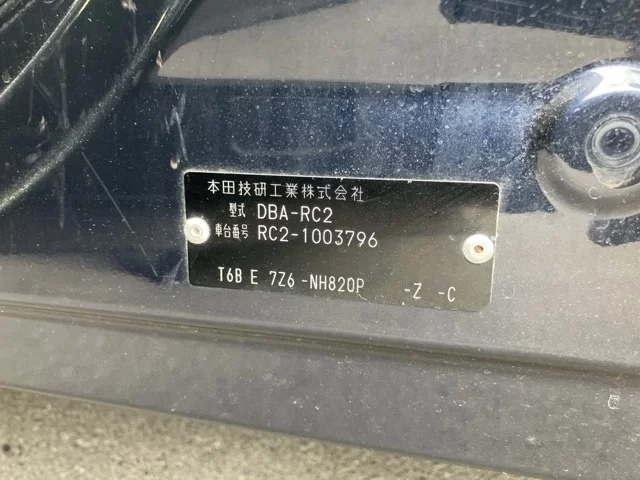 本田技研工業株式会社
型式 DBA-RC2
車台番号 RC2-1003796
T6B E 7Z6 -NH820P -Z -C